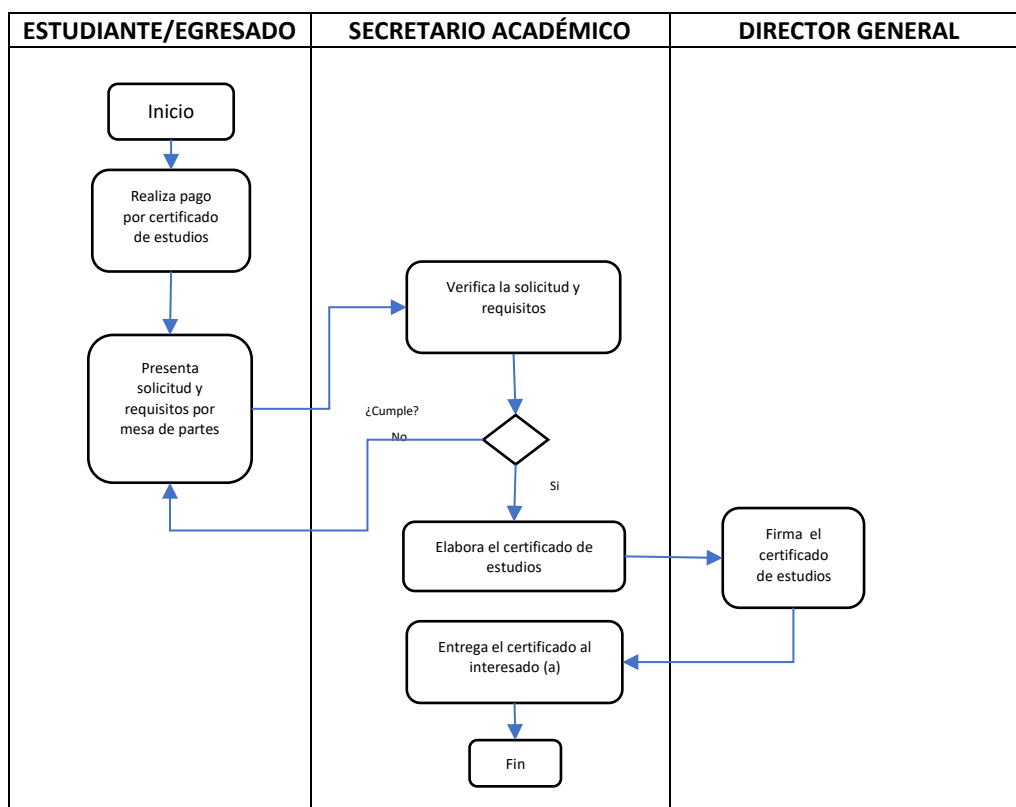 ESTUDIANTE/EGRESADO
SECRETARIO ACADÉMICO
DIRECTOR GENERAL
Inicio
Realiza pago
por certificado
de estudios
Presenta
solicitud y
requisitos por
mesa de partes
Verifica la solicitud y
requisitos
¿Cumple?
No
Si
Elabora el certificado de
estudios
Firma el
certificado
de estudios
Entrega el certificado al
interesado (a)
Fin